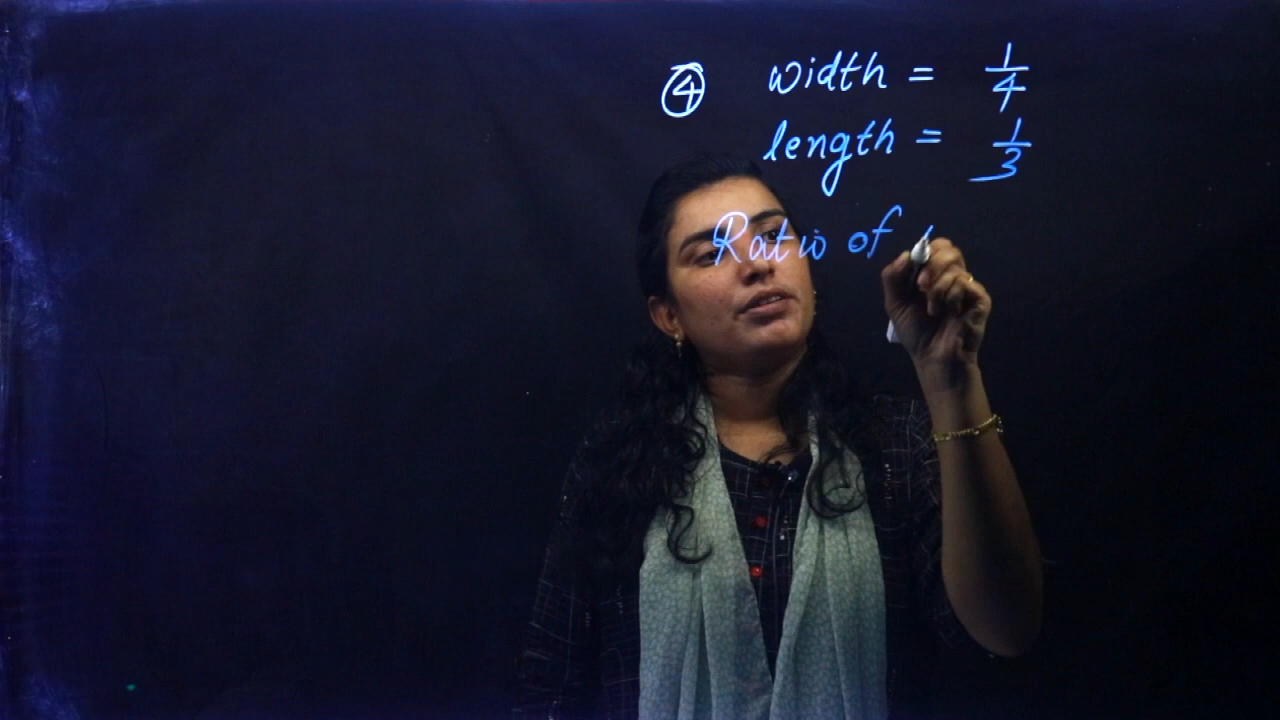 ④ width = 1/4
length = 1/3
Ratio of